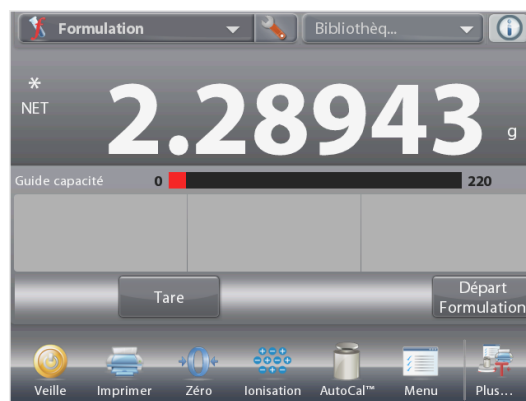 Formulation Bibliothèq...
*
NET 2.28943 g
Guide capacité 0 220
Tare
Départ
Formulation
Veille Imprimer Zéro Ionisation AutoCal™ Menu Plus...